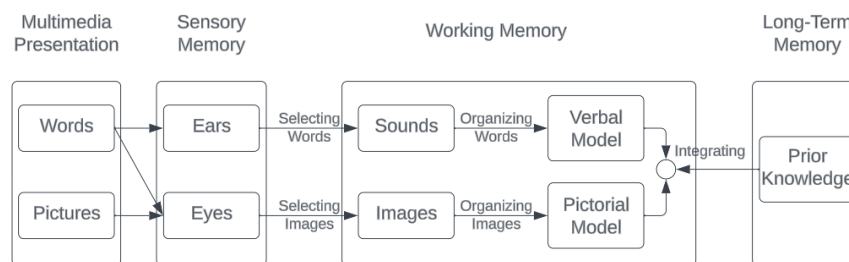 Multimedia
Presentation
Sensory
Memory
Working Memory
Long-Term
Memory
Words
Ears
Selecting
Words
Sounds
Organizing
Words
Verbal
Model
Integrating
Prior
Knowledge
Pictures
Eyes
Selecting
Images
Images
Organizing
Images
Pictorial
Model